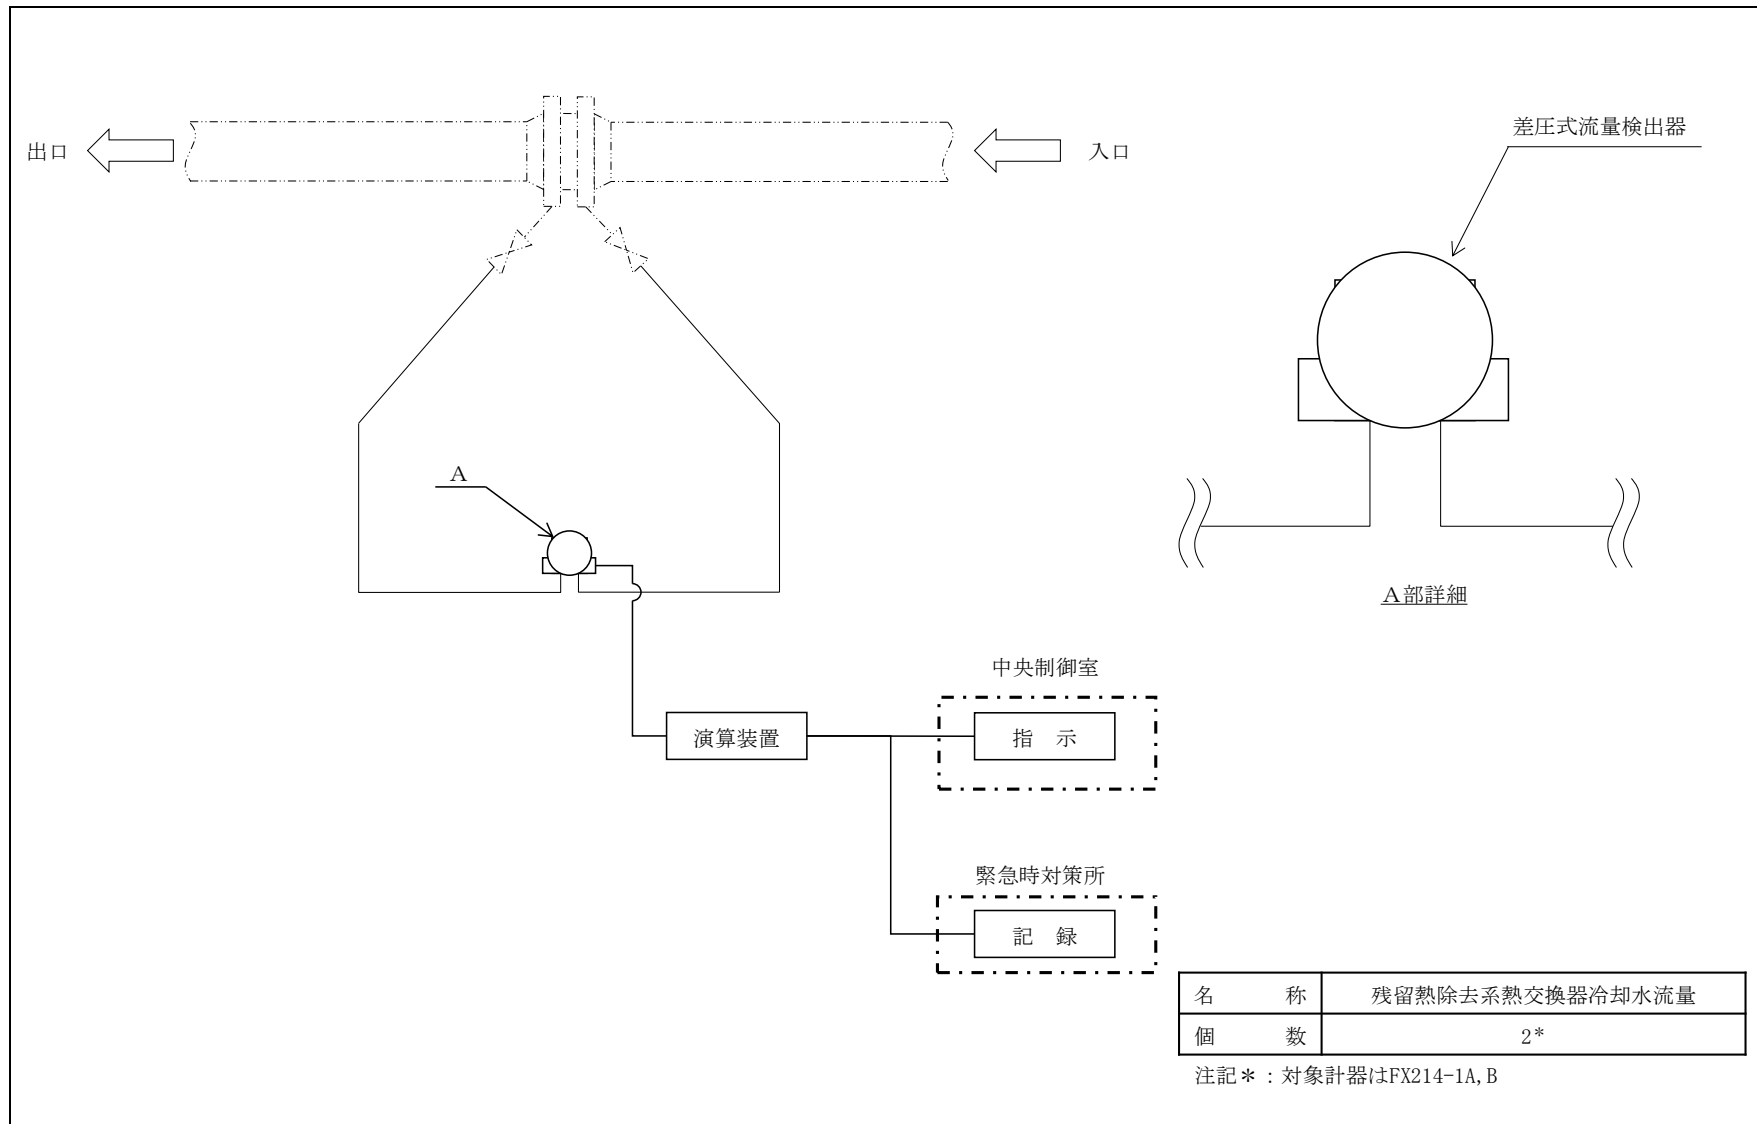 出口
入口
差圧式流量検出器
A
A部詳細
中央制御室
演算装置
指 示
緊急時対策所
記 録
名 称 残留熱除去系熱交換器冷却水流量
個 数 2*
注記*:対象計器はFX214-1A,B